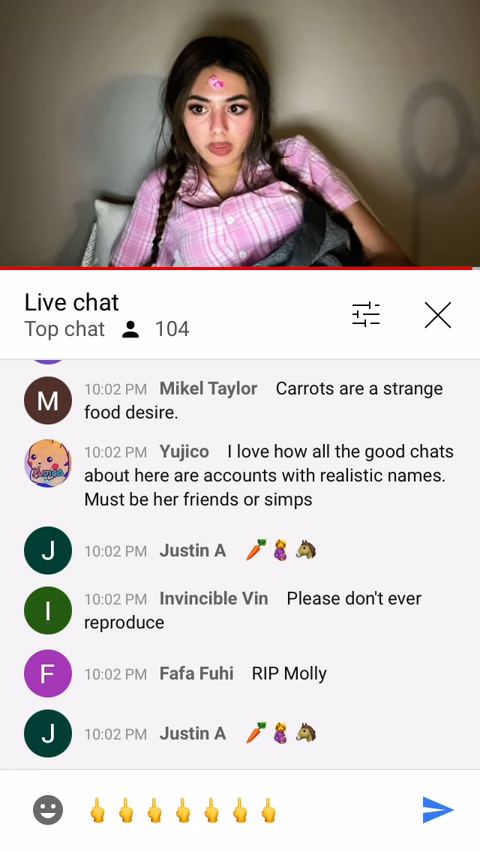 Live chat
Top chat 104
10:02 PM Mikel Taylor Carrots are a strange
food desire.
10:02 PM Yujico I love how all the good chats
about here are accounts with realistic names.
Must be her friends or simps
J 10:02 PM Justin A 🥕🤰🐴
10:02 PM Invincible Vin Please don't ever
reproduce
F 10:02 PM Fafa Fuhi RIP Molly
J 10:02 PM Justin A 🥕🤰🐴
🖕🖕🖕🖕🖕🖕🖕